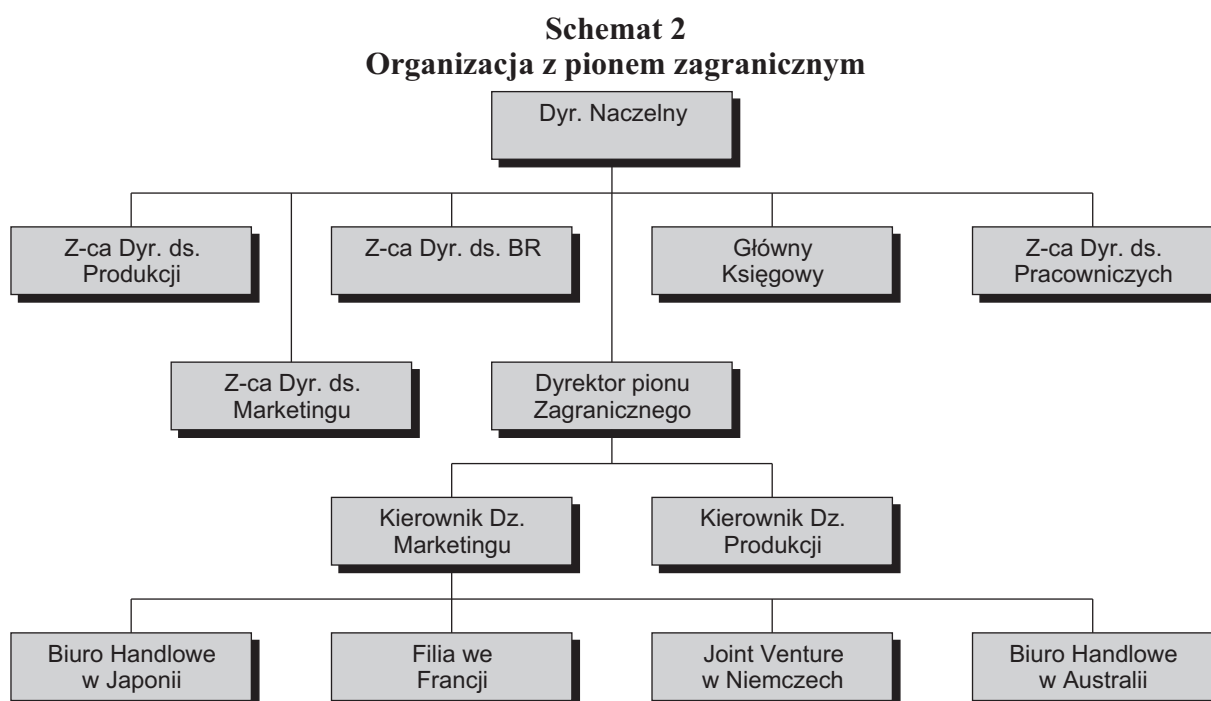 Schemat 2
Organizacja z pionem zagranicznym
Dyr. Naczelny
Z-ca Dyr. ds.
Produkcji
Z-ca Dyr. ds. BR
Główny
Księgowy
Z-ca Dyr. ds.
Pracowniczych
Z-ca Dyr. ds.
Marketingu
Dyrektor pionu
Zagranicznego
Kierownik Dz.
Marketingu
Kierownik Dz.
Produkcji
Biuro Handlowe
w Japonii
Filia we
Francji
Joint Venture
w Niemczech
Biuro Handlowe
w Australii